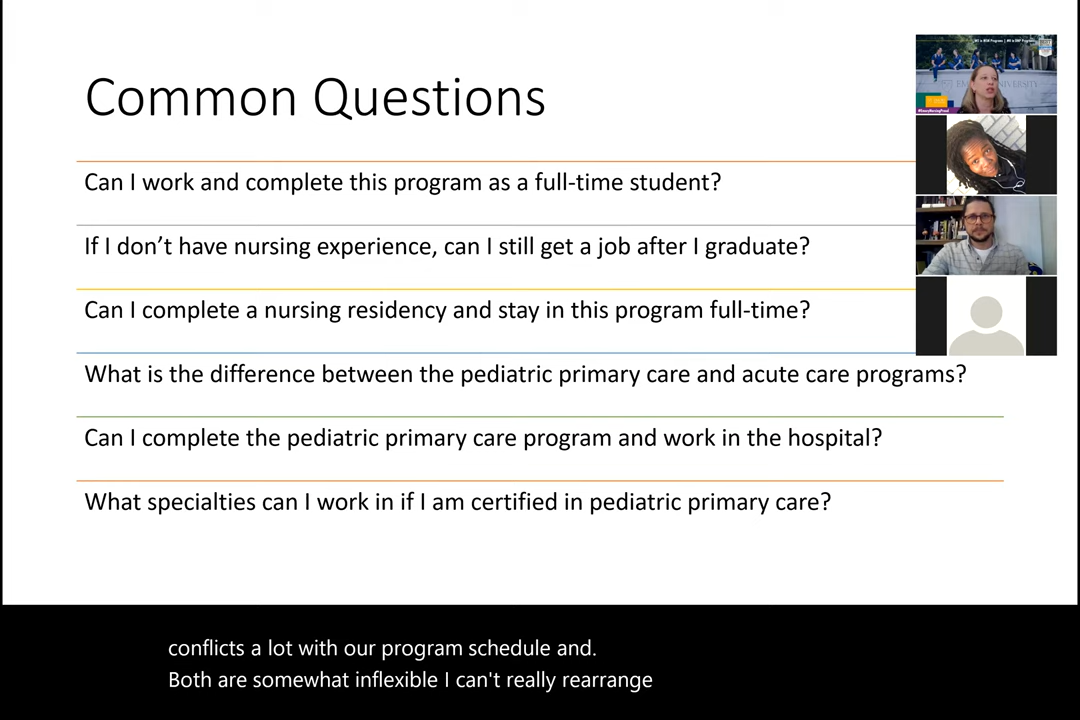 Common Questions
Can I work and complete this program as a full-time student?
If I don't have nursing experience, can I still get a job after I graduate?
Can I complete a nursing residency and stay in this program full-time?
What is the difference between the pediatric primary care and acute care programs?
Can I complete the pediatric primary care program and work in the hospital?
What specialties can I work in if I am certified in pediatric primary care?
conflicts a lot with our program schedule and.
Both are somewhat inflexible I can't really rearrange